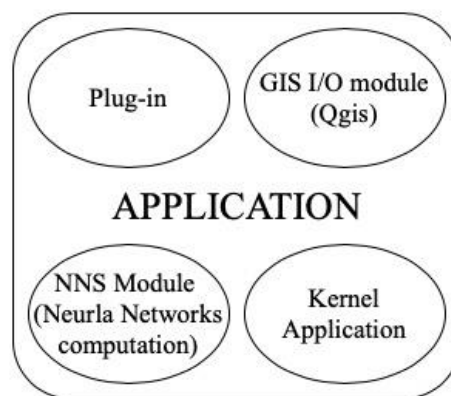 Plug-in
GIS I/O module
(Qgis)
APPLICATION
NNS Module
(Neurla Networks
computation)
Kernel
Application